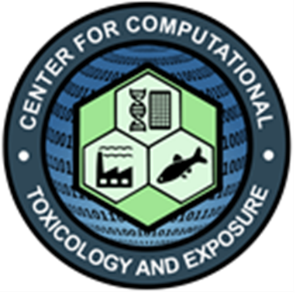 CENTER FOR COMPUTATIONAL
TOXICOLOGY AND EXPOSURE